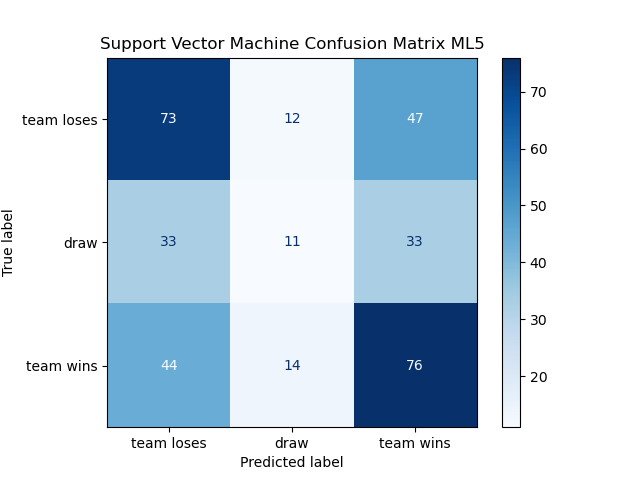 Support Vector Machine Confusion Matrix ML5
team loses 73 12 47
draw 33 11 33
team wins 44 14 76
team loses draw team wins
Predicted label
True label
70
60
50
40
30
20